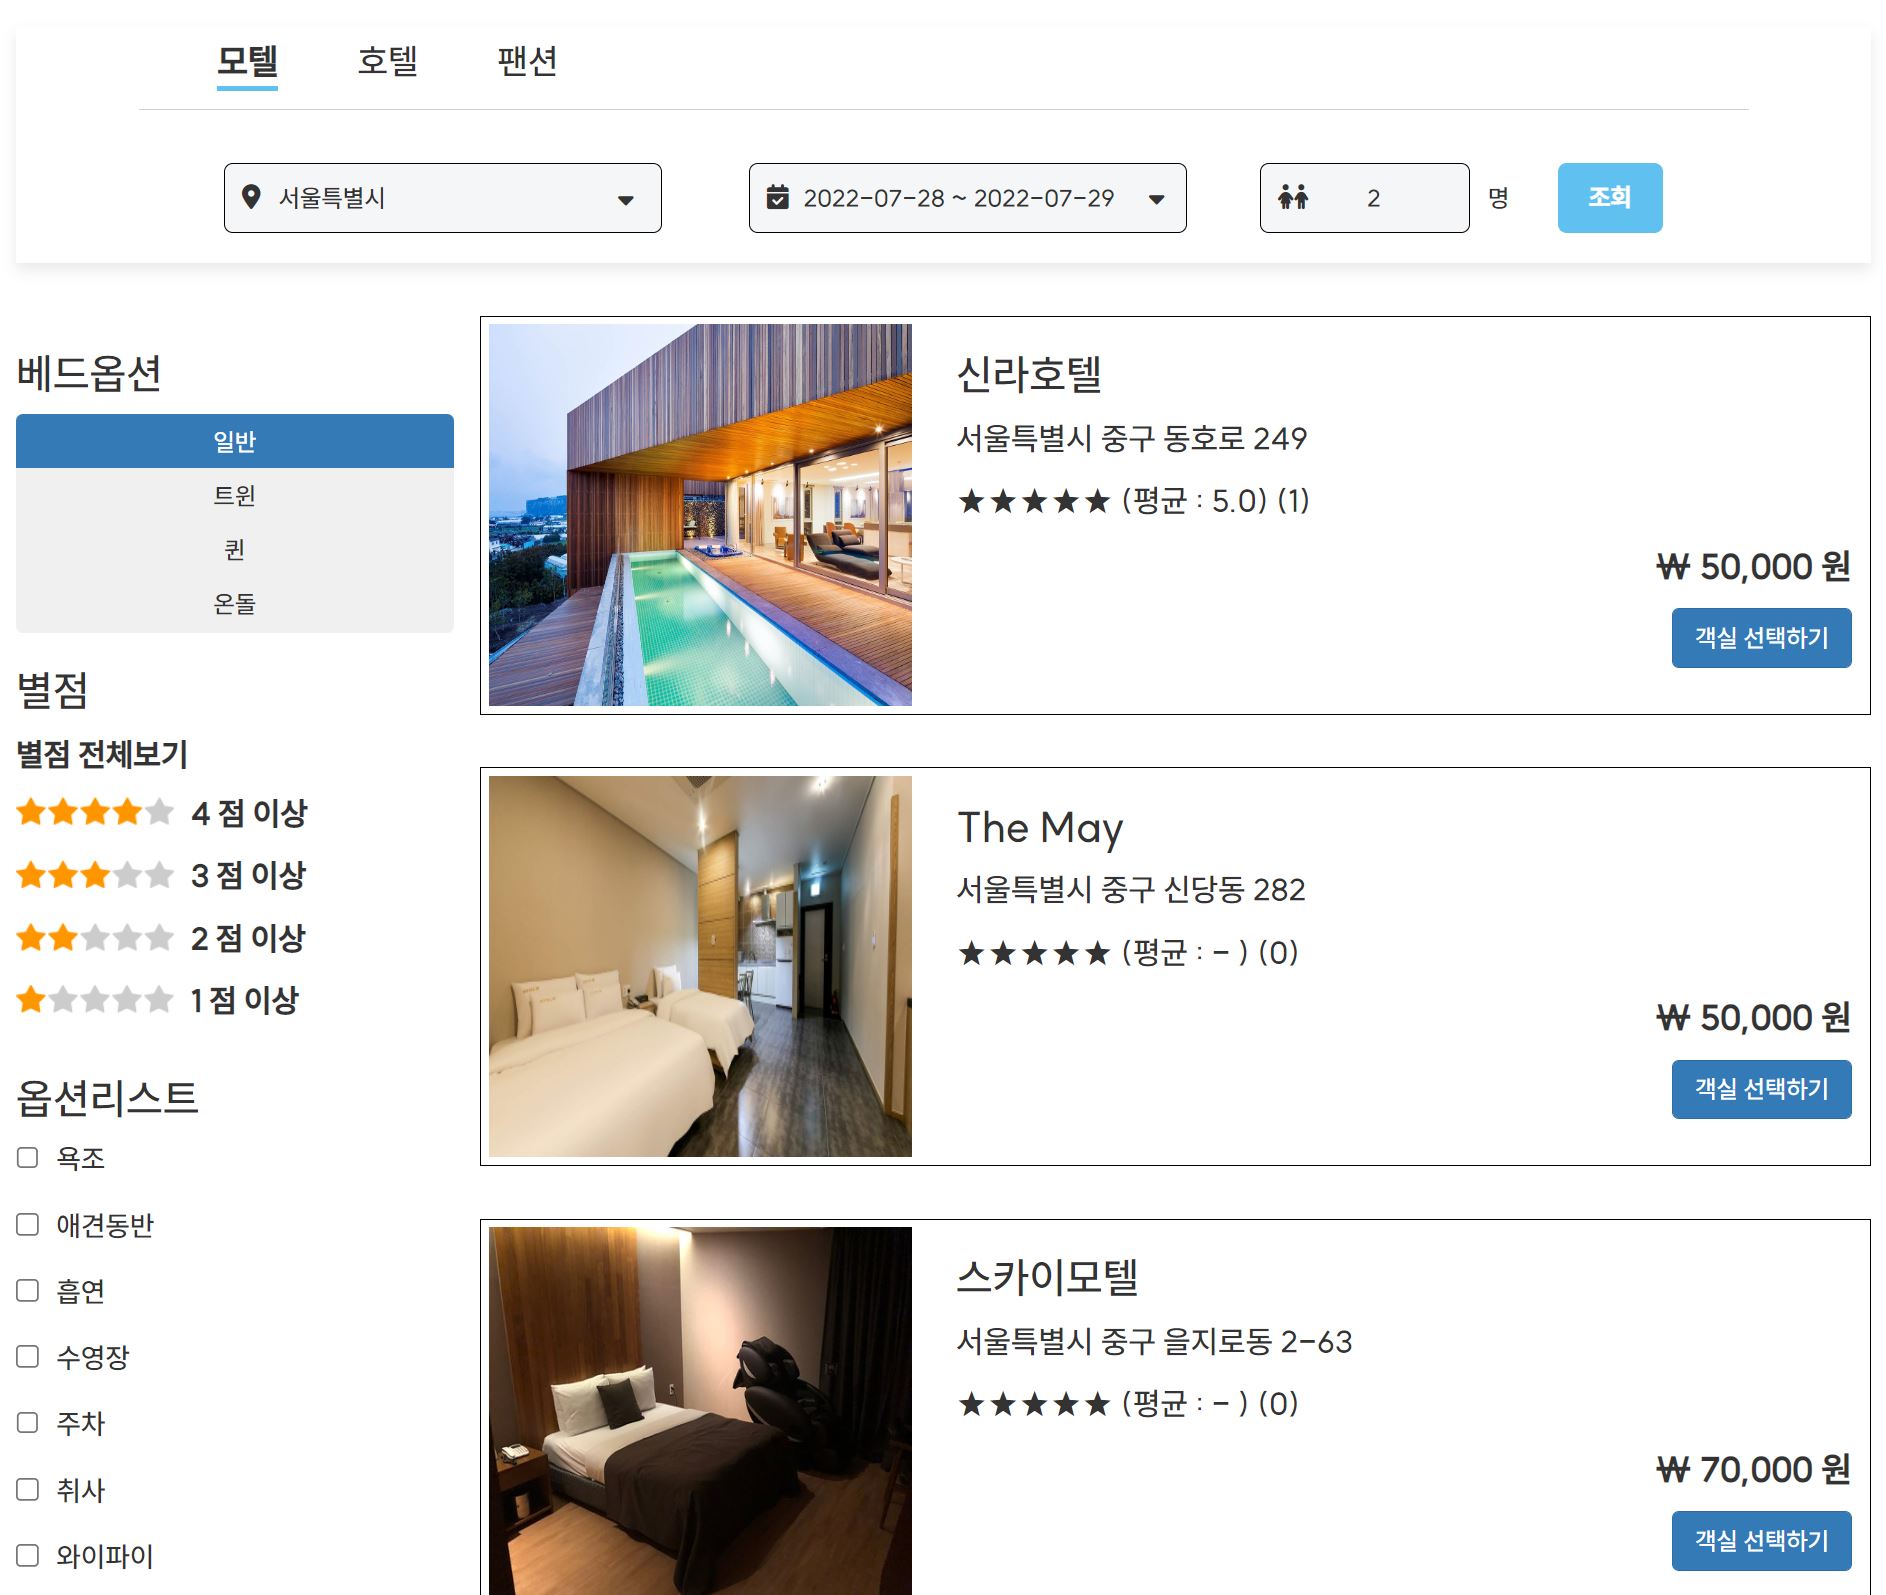 모텔 호텔 팬션
서울특별시 2022-07-28 ~ 2022-07-29 2 명 조회
베드옵션
일반
트윈
퀸
온돌
별점
별점 전체보기
4 점 이상
3 점 이상
2 점 이상
1 점 이상
옵션리스트
욕조
애견동반
흡연
수영장
주차
취사
와이파이
신라호텔
서울특별시 중구 동호로 249
★★★★★ (평균 : 5.0) (1)
₩ 50,000 원
객실 선택하기
The May
서울특별시 중구 신당동 282
★★★★★ (평균 : - ) (0)
₩ 50,000 원
객실 선택하기
스카이모텔
서울특별시 중구 을지로동 2-63
★★★★★ (평균 : - ) (0)
₩ 70,000 원
객실 선택하기